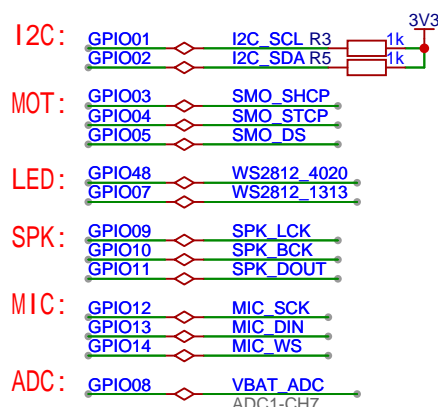 3V3
I2C: GPIO01 I2C_SCL R3 1k
GPIO02 I2C_SDA R5 1k
MOT: GPIO03 SMO_SHCP
GPIO04 SMO_STCP
GPIO05 SMO_DS
LED: GPIO48 WS2812_4020
GPIO07 WS2812_1313
SPK: GPIO09 SPK_LCK
GPIO10 SPK_BCK
GPIO11 SPK_DOUT
MIC: GPIO12 MIC_SCK
GPIO13 MIC_DIN
GPIO14 MIC_WS
ADC: GPIO08 VBAT_ADC
ADC1-CH7